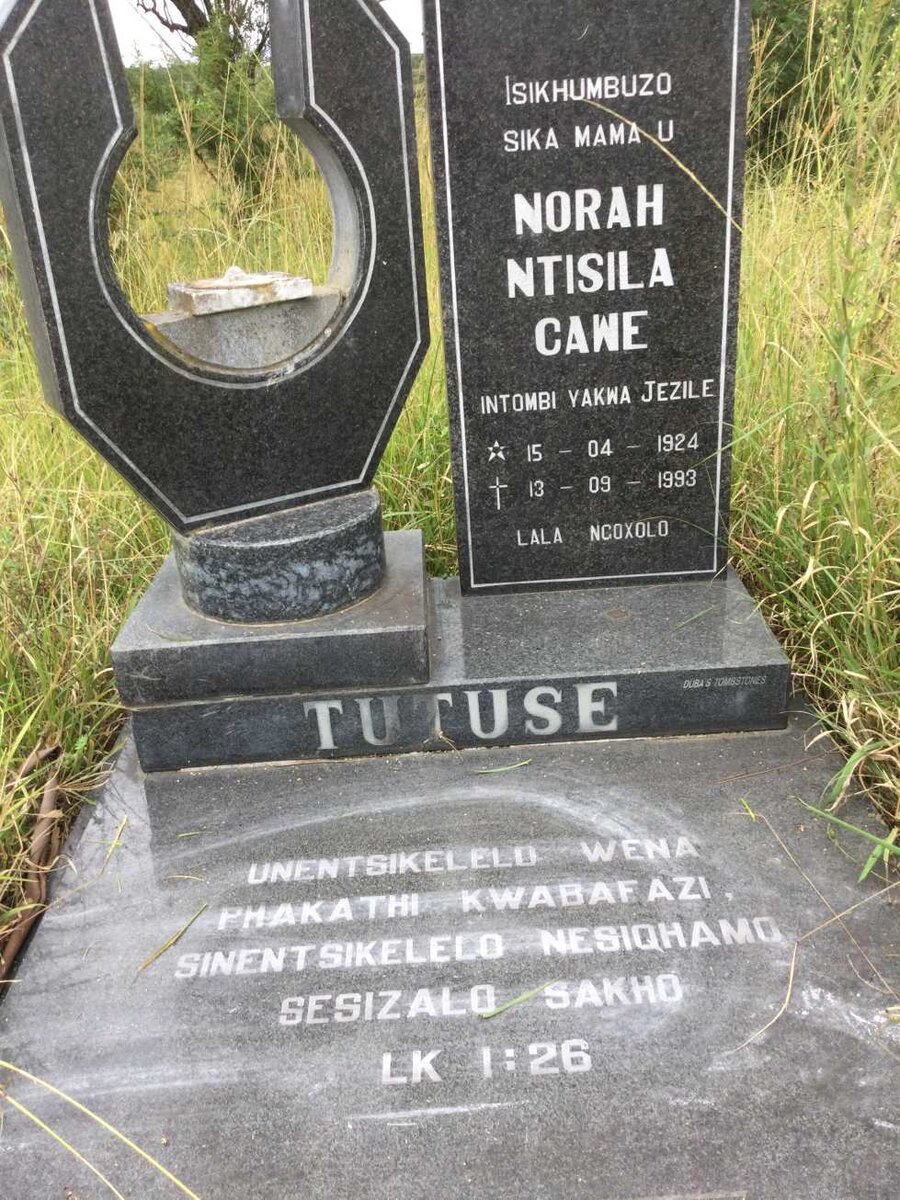 ISIKHUMBUZO
SIKA MAMA U
NORAH
NTISILA
CAWE
INTOMBI YAKWA JEZILE
15 - 04 - 1924
13 - 09 - 1993
LALA NGOXOLO
DUBA'S TOMBSTONES
TUTUSE
UNENTSIKELELO WENA
PHAKATHI KWABAFAZI,
SINENTSIKELELO NESIQHAMO
SESIZALO SAKHO
LK 1:26